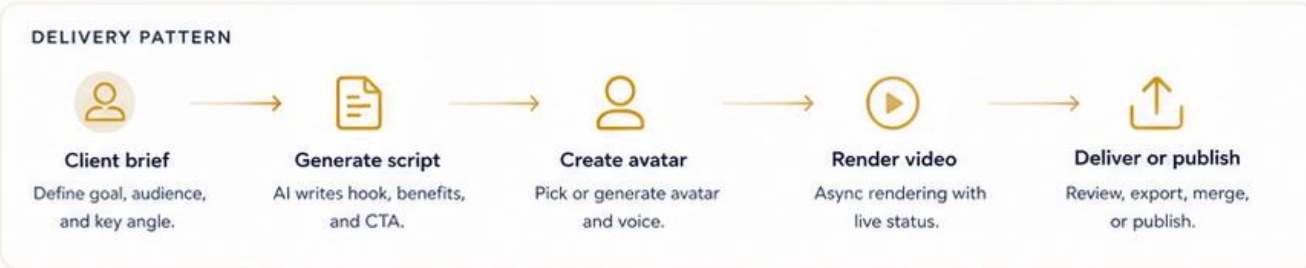 DELIVERY PATTERN
Client brief
Define goal, audience,
and key angle.
Generate script
AI writes hook, benefits,
and CTA.
Create avatar
Pick or generate avatar
and voice.
Render video
Async rendering with
live status.
Deliver or publish
Review, export, merge,
or publish.